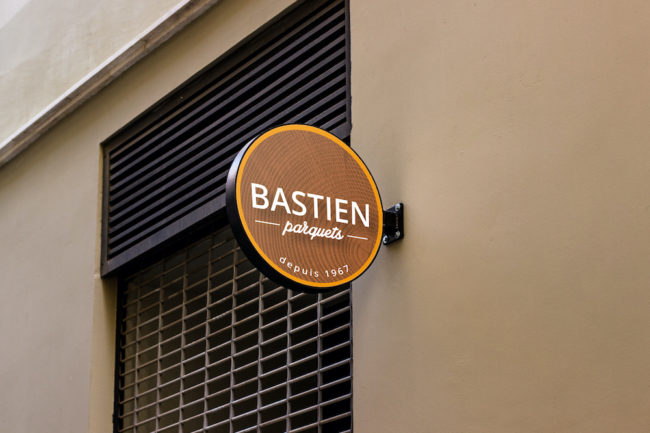 BASTIEN
parquets
depuis 1967